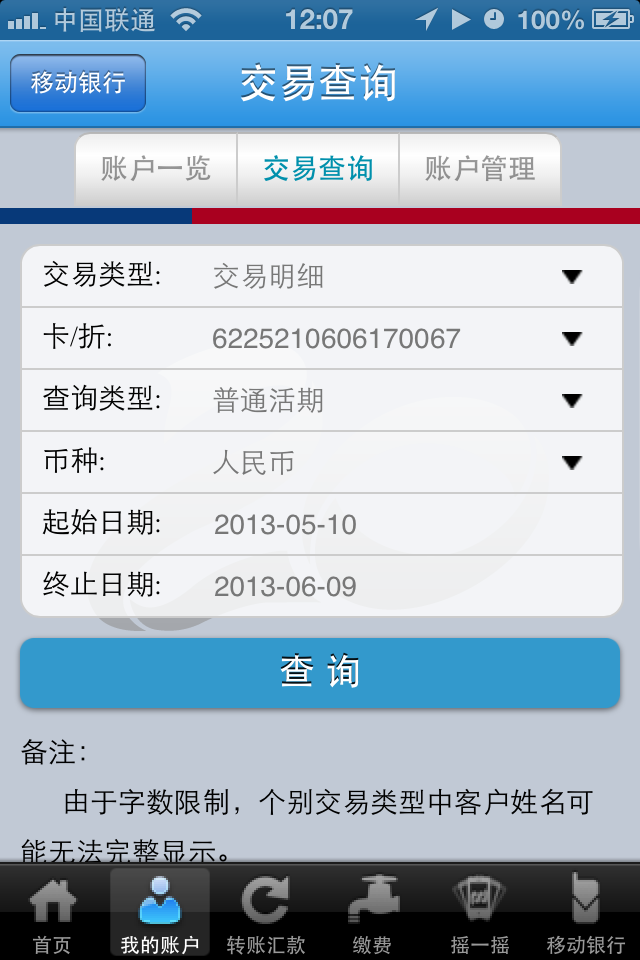 中国联通 12:07 100%
移动银行 交易查询
账户一览 交易查询 账户管理
交易类型: 交易明细
卡/折: 6225210606170067
查询类型: 普通活期
币种: 人民币
起始日期: 2013-05-10
终止日期: 2013-06-09
查 询
备注：
由于字数限制，个别交易类型中客户姓名可
能无法完整显示。
首页 我的账户 转账汇款 缴费 摇一摇 移动银行